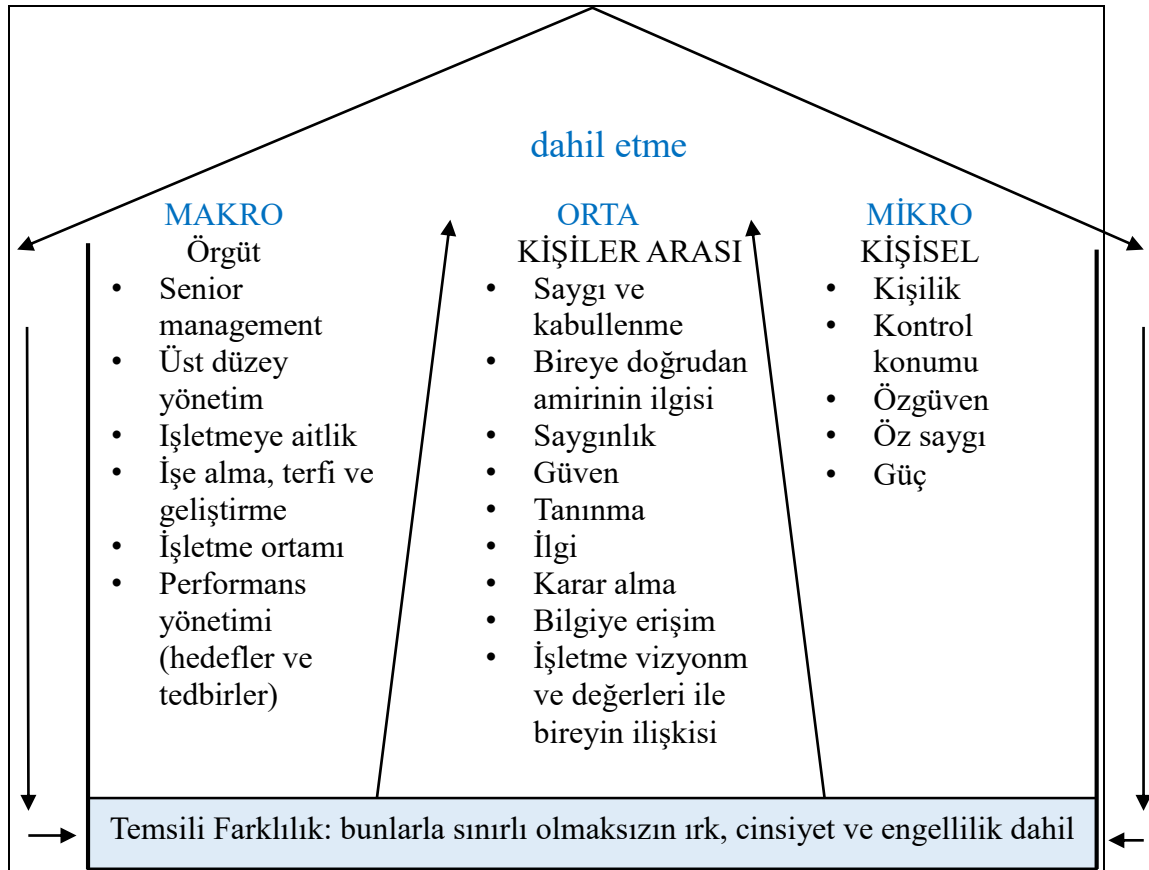 dahil etme
MAKRO
Örgüt
• Senior
management
• Üst düzey
yönetim
• Işletmeye aitlik
• İşe alma, terfi ve
geliştirme
• İşletme ortamı
• Performans
yönetimi
(hedefler ve
tedbirler)
ORTA
KİŞİLER ARASI
• Saygı ve
kabullenme
• Bireye doğrudan
amirinin ilgisi
• Saygınlık
• Güven
• Tanınma
• İlgi
• Karar alma
• Bilgiye erişim
• İşletme vizyonm
ve değerleri ile
bireyin ilişkisi
MİKRO
KİŞİSEL
• Kişilik
• Kontrol
konumu
• Özgüven
• Öz saygı
• Güç
Temsili Farklılık: bunlarla sınırlı olmaksızın ırk, cinsiyet ve engellilik dahil